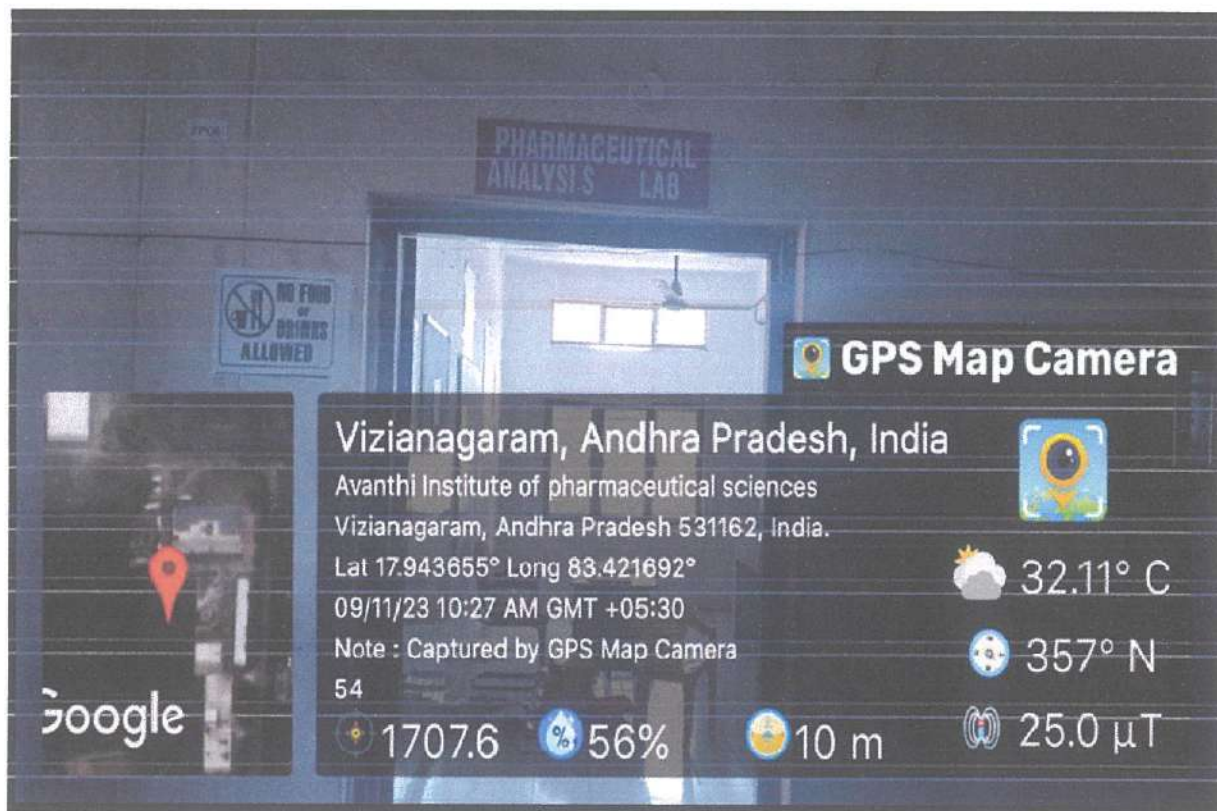 PHARMACEUTICAL
ANALYSIS LAB
NO FOOD
or
DRINKS
ALLOWED
GPS Map Camera
Vizianagaram, Andhra Pradesh, India
Avanthi Institute of pharmaceutical sciences
Vizianagaram, Andhra Pradesh 531162, India.
Lat 17.943655° Long 83.421692°
09/11/23 10:27 AM GMT +05:30
Note : Captured by GPS Map Camera
54
Google
1707.6
56%
10 m
32.11° C
357° N
25.0 μT